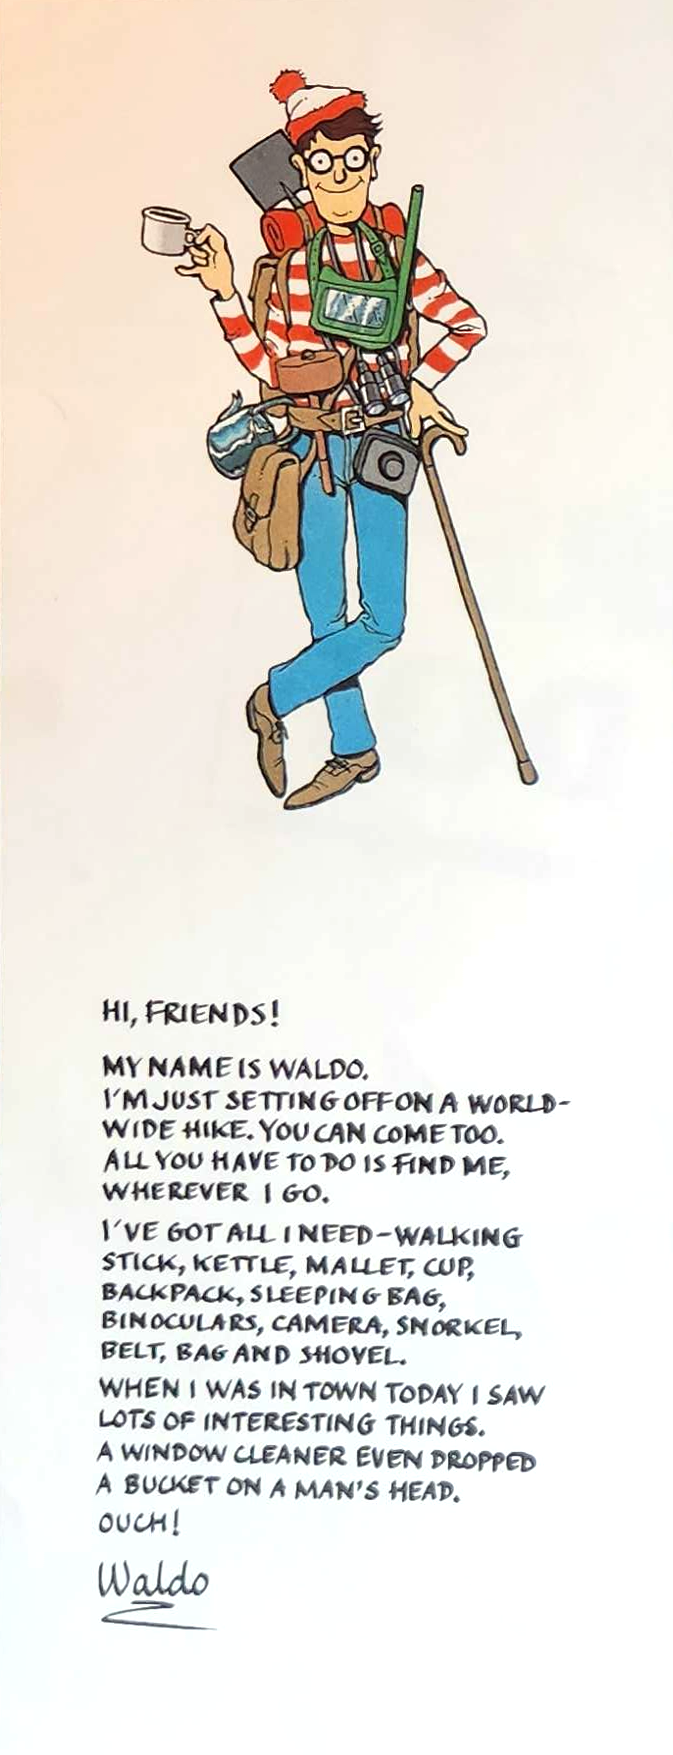 HI, FRIENDS!
MY NAME IS WALDO.
I'M JUST SETTING OFF ON A WORLD-
WIDE HIKE. YOU CAN COME TOO.
ALL YOU HAVE TO DO IS FIND ME,
WHEREVER I GO.
I'VE GOT ALL I NEED-WALKING
STICK, KETTLE, MALLET, CUP,
BACKPACK, SLEEPING BAG,
BINOCULARS, CAMERA, SNORKEL,
BELT, BAG AND SHOVEL.
WHEN I WAS IN TOWN TODAY I SAW
LOTS OF INTERESTING THINGS.
A WINDOW CLEANER EVEN DROPPED
A BUCKET ON A MAN'S HEAD.
OUCH!
Waldo